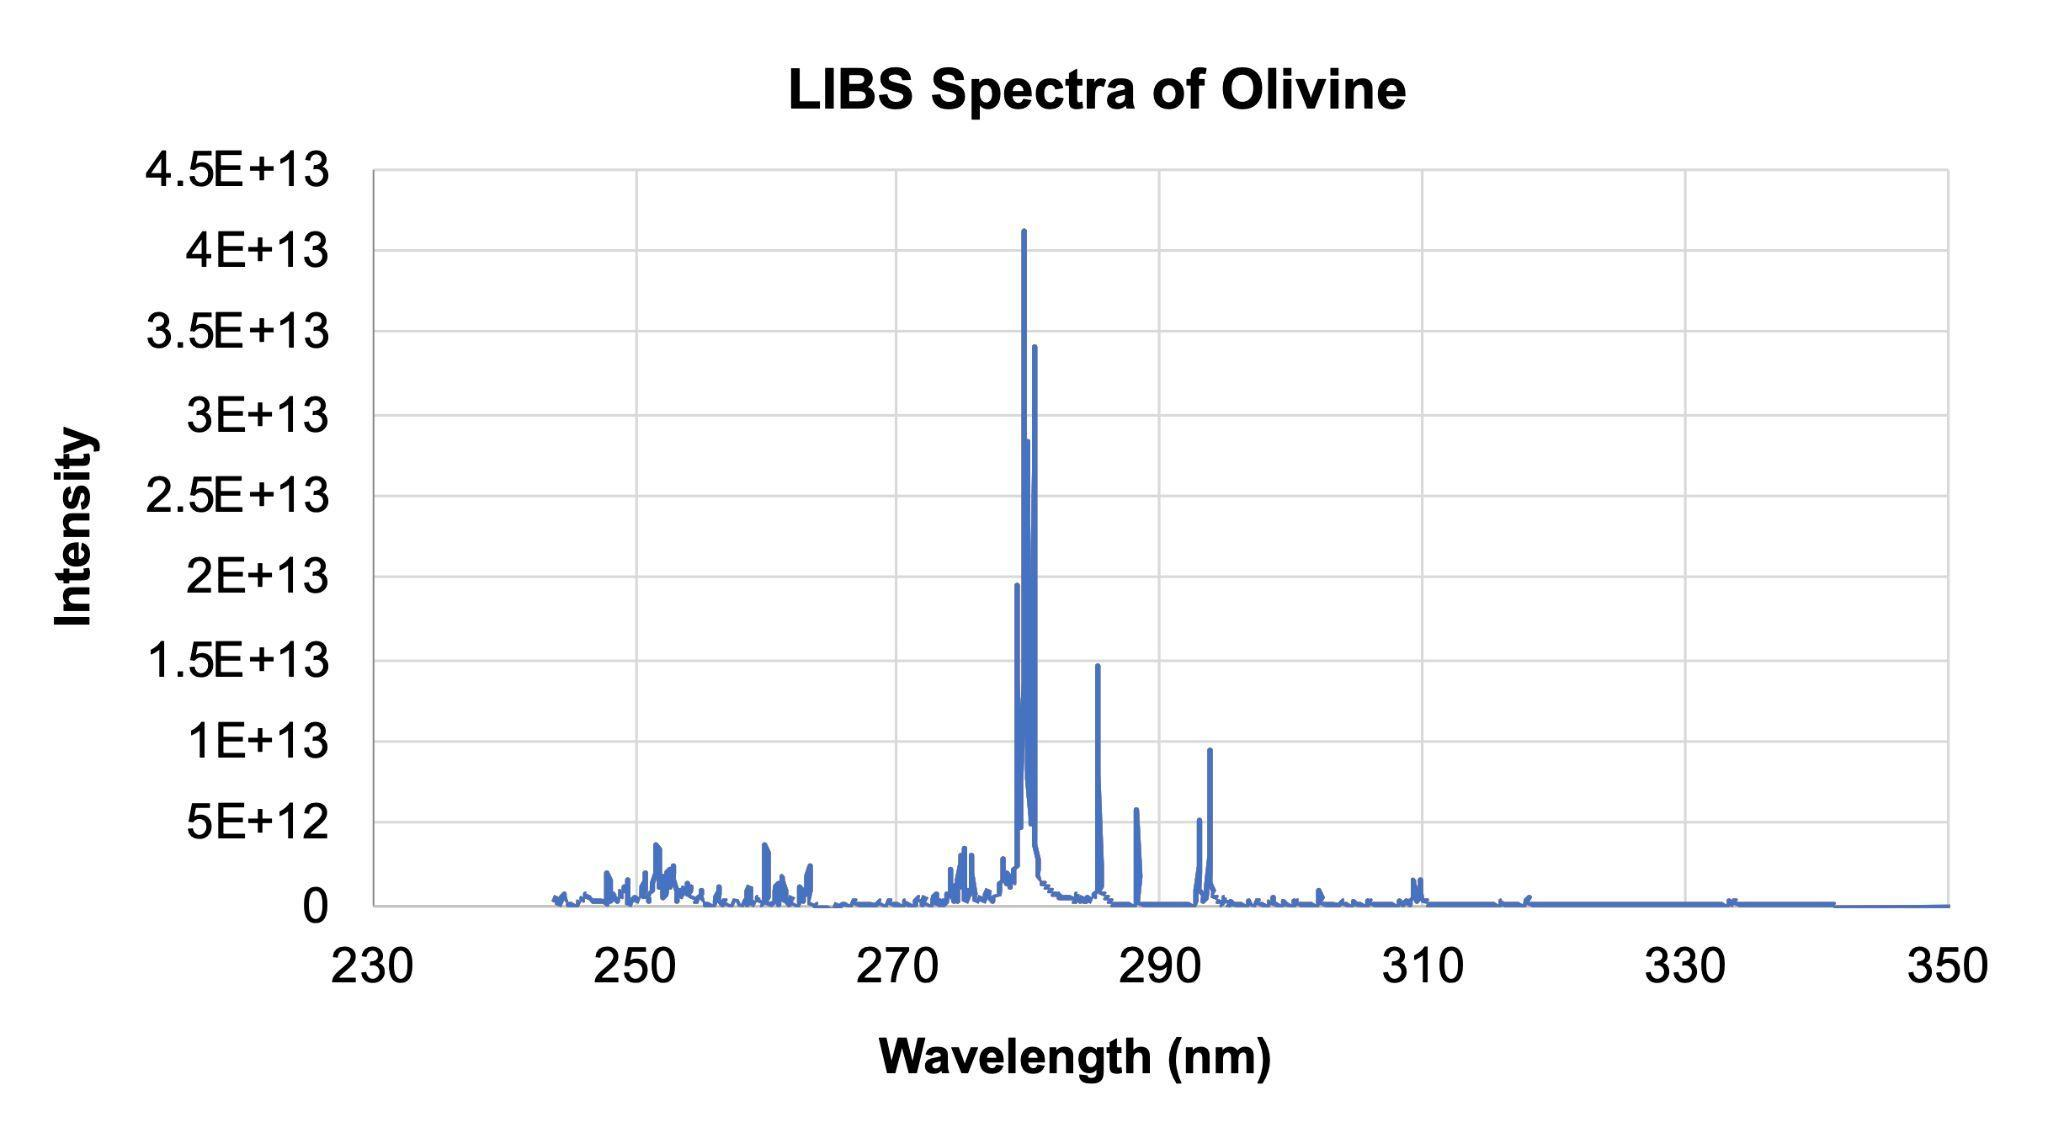 LIBS Spectra of Olivine
4.5E+13
4E+13
3.5E+13
3E+13
2.5E+13
2E+13
1.5E+13
1E+13
5E+12
0
Intensity
230 250 270 290 310 330 350
Wavelength (nm)